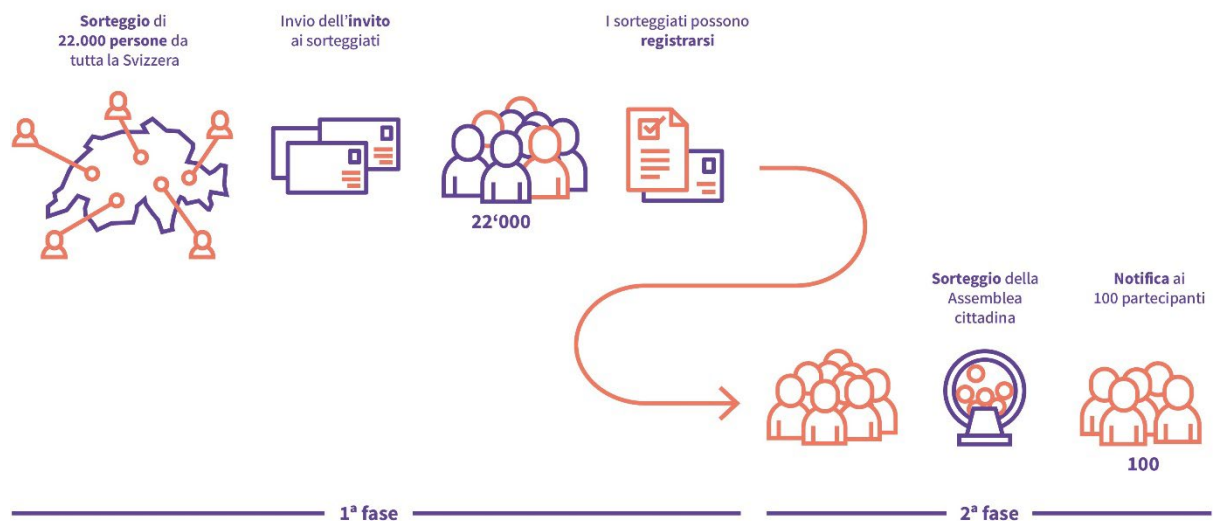 Sorteggio di
22.000 persone da
tutta la Svizzera
Invio dell'invito
ai sorteggiati
I sorteggiati possono
registrarsi
22‘000
Sorteggio della
Assemblea
cittadina
Notifica ai
100 partecipanti
100
1ª fase
2ª fase